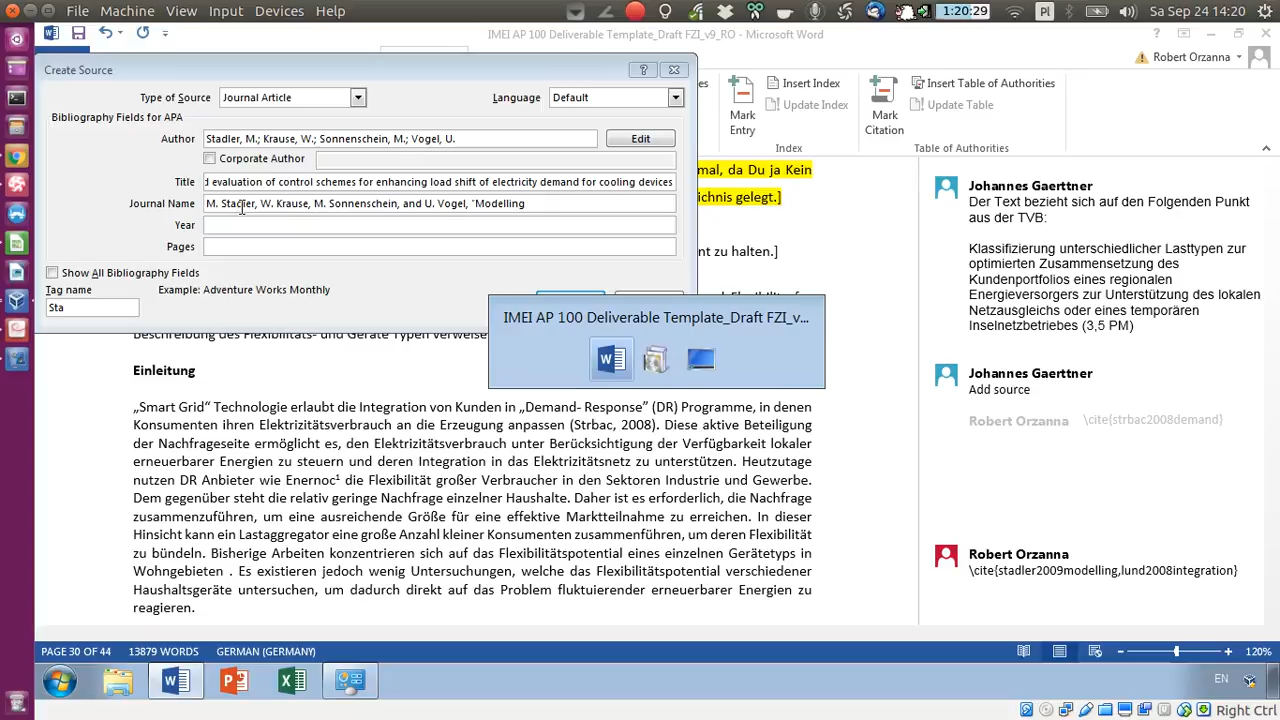 File Machine View Input Devices Help
1:20:29 Pl Sa Sep 24 14:20
IMEI AP 100 Deliverable Template_Draft FZI_v9_RO - Microsoft Word
Robert Orzanna
Create Source
Type of Source Journal Article Language Default
Bibliography Fields for APA
Author Stadler, M.; Krause, W.; Sonnenschein, M.; Vogel, U. Edit
Corporate Author
Title d evaluation of control schemes for enhancing load shift of electricity demand for cooling devices
Journal Name M. Stadler, W. Krause, M. Sonnenschein, and U. Vogel, "Modelling
Year
Pages
Show All Bibliography Fields
Tag name Example: Adventure Works Monthly
Sta
Mark Entry
Insert Index
Update Index
Index
Mark Citation
Insert Table of Authorities
Update Table
Table of Authorities
mal, da Du ja Kein
ichnis gelegt.]
nt zu halten.]
IMEI AP 100 Deliverable Template_Draft FZI_v...
Beschreibung des Flexibilitäts- und Geräte Typen verweise
Einleitung
„Smart Grid“ Technologie erlaubt die Integration von Kunden in „Demand- Response” (DR) Programme, in denen
Konsumenten ihren Elektrizitätsverbrauch an die Erzeugung anpassen (Strbac, 2008). Diese aktive Beteiligung
der Nachfrageseite ermöglicht es, den Elektrizitätsverbrauch unter Berücksichtigung der Verfügbarkeit lokaler
erneuerbarer Energien zu steuern und deren Integration in das Elektrizitätsnetz zu unterstützen. Heutzutage
nutzen DR Anbieter wie Enernoc¹ die Flexibilität großer Verbraucher in den Sektoren Industrie und Gewerbe.
Dem gegenüber steht die relativ geringe Nachfrage einzelner Haushalte. Daher ist es erforderlich, die Nachfrage
zusammenzuführen, um eine ausreichende Größe für eine effektive Marktteilnahme zu erreichen. In dieser
Hinsicht kann ein Lastaggregator eine große Anzahl kleiner Konsumenten zusammenführen, um deren Flexibilität
zu bündeln. Bisherige Arbeiten konzentrieren sich auf das Flexibilitätspotential eines einzelnen Gerätetyps in
Wohngebieten . Es existieren jedoch wenig Untersuchungen, welche das Flexibilitätspotential verschiedener
Haushaltsgeräte untersuchen, um dadurch direkt auf das Problem fluktuierender erneuerbarer Energien zu
reagieren.
Johannes Gaerttner
Der Text bezieht sich auf den Folgenden Punkt
aus der TVB:
Klassifizierung unterschiedlicher Lasttypen zur
optimierten Zusammensetzung des
Kundenportfolios eines regionalen
Energieversorgers zur Unterstützung des lokalen
Netzausgleichs oder eines temporären
Inselnetzbetriebes (3,5 PM)
Johannes Gaerttner
Add source
Robert Orzanna \cite{strbac2008demand}
Robert Orzanna
\cite{stadler2009modelling,lund2008integration}
PAGE 30 OF 44 13879 WORDS GERMAN (GERMANY) 120%
EN
Right Ctrl